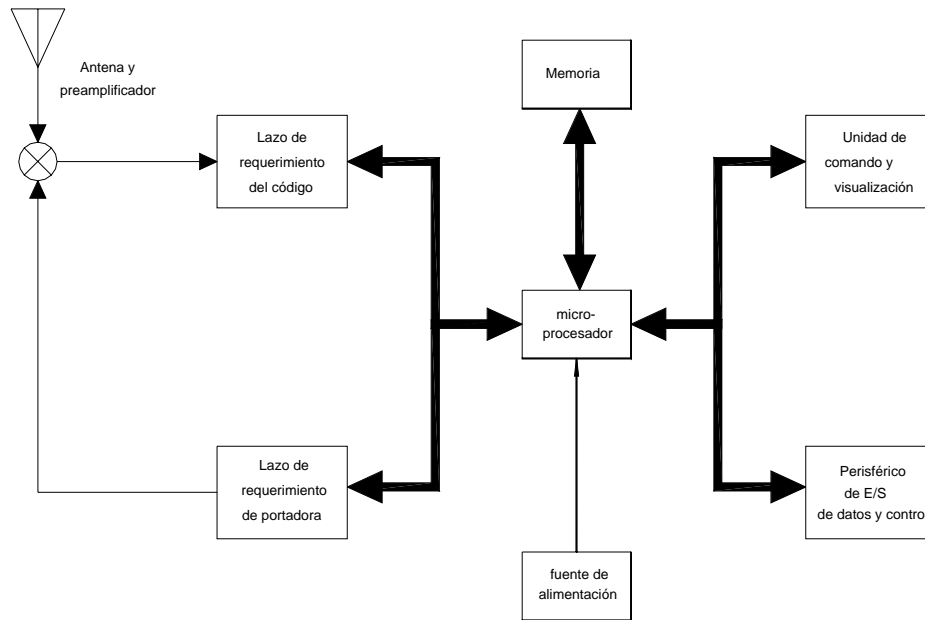 Antena y
preamplificador
Memoria
Lazo de
requerimiento
del código
Unidad de
comando y
visualización
micro-
procesador
Lazo de
requerimiento
de portadora
Perisférico
de E/S
de datos y contro
fuente de
alimentación